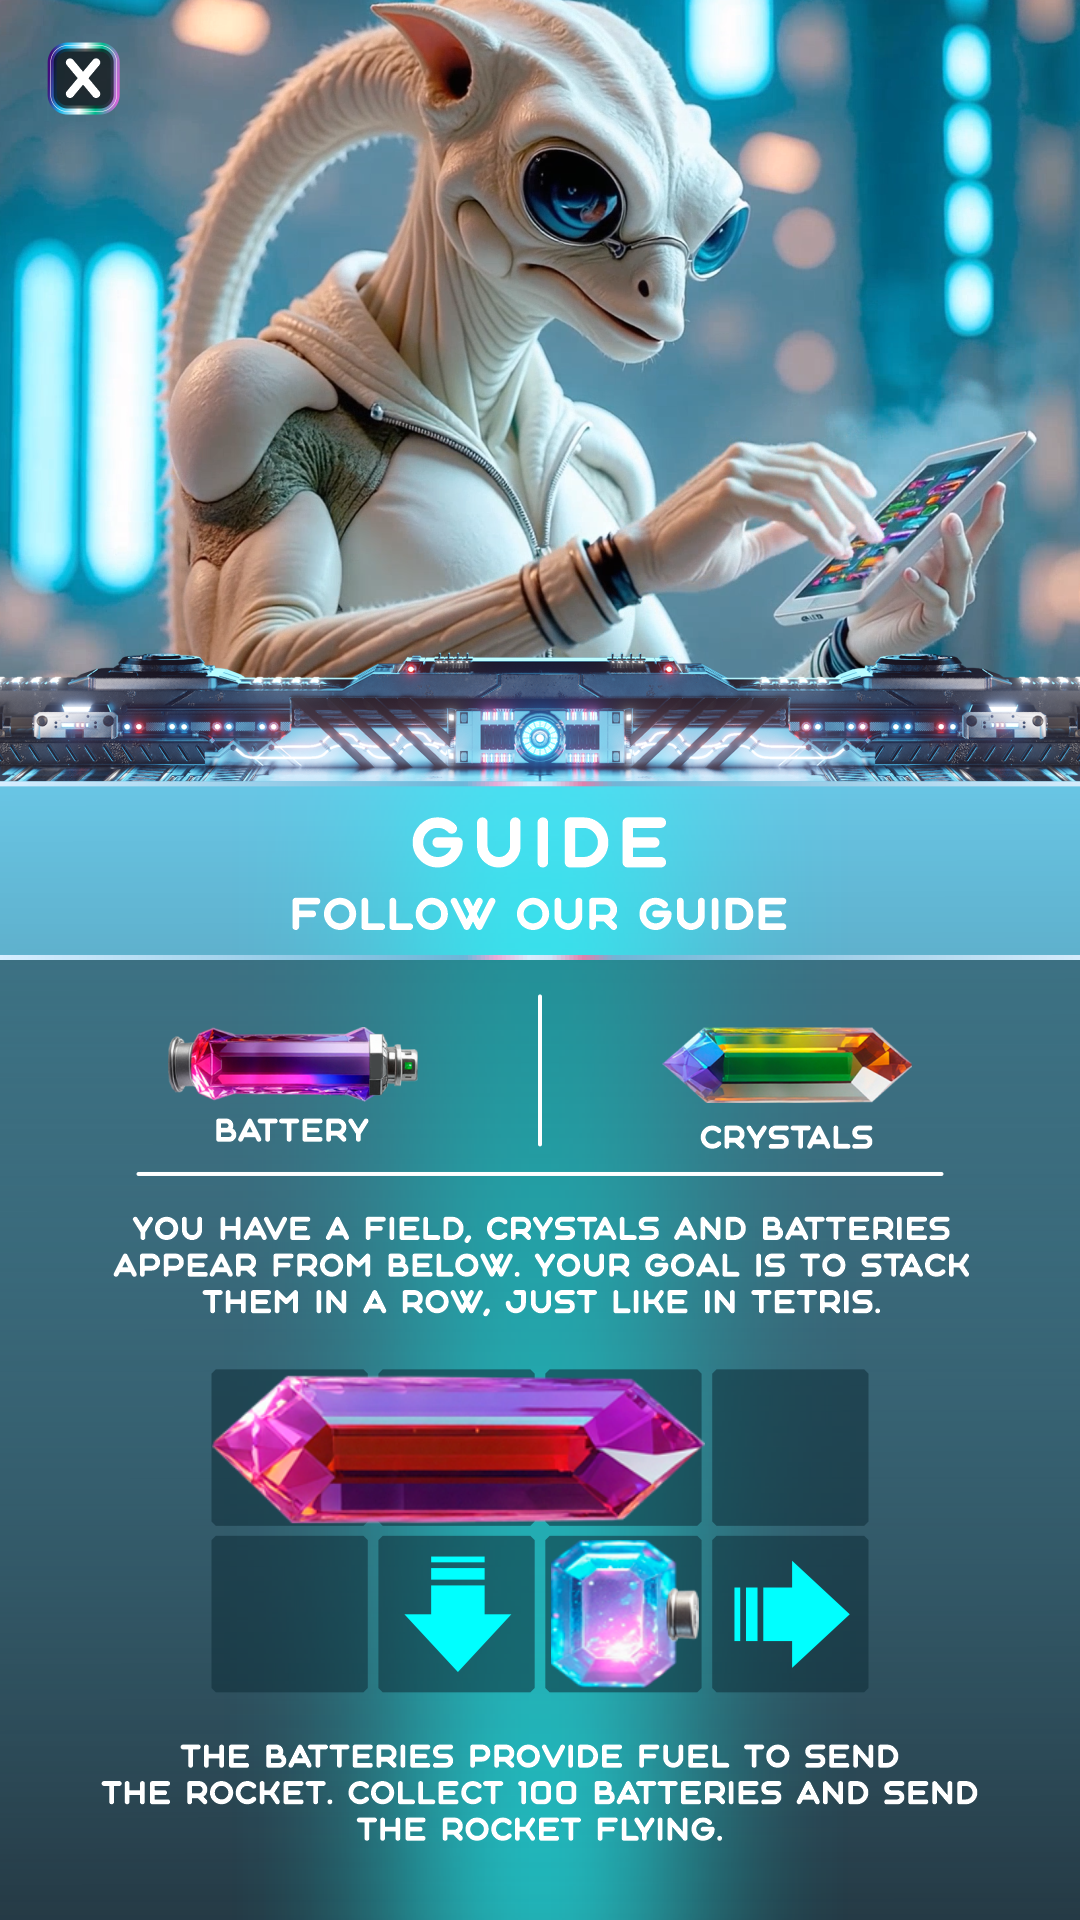 X
GUIDE
FOLLOW OUR GUIDE
BATTERY
CRYSTALS
YOU HAVE A FIELD, CRYSTALS AND BATTERIES
APPEAR FROM BELOW. YOUR GOAL IS TO STACK
THEM IN A ROW, JUST LIKE IN TETRIS.
THE BATTERIES PROVIDE FUEL TO SEND
THE ROCKET. COLLECT 100 BATTERIES AND SEND
THE ROCKET FLYING.